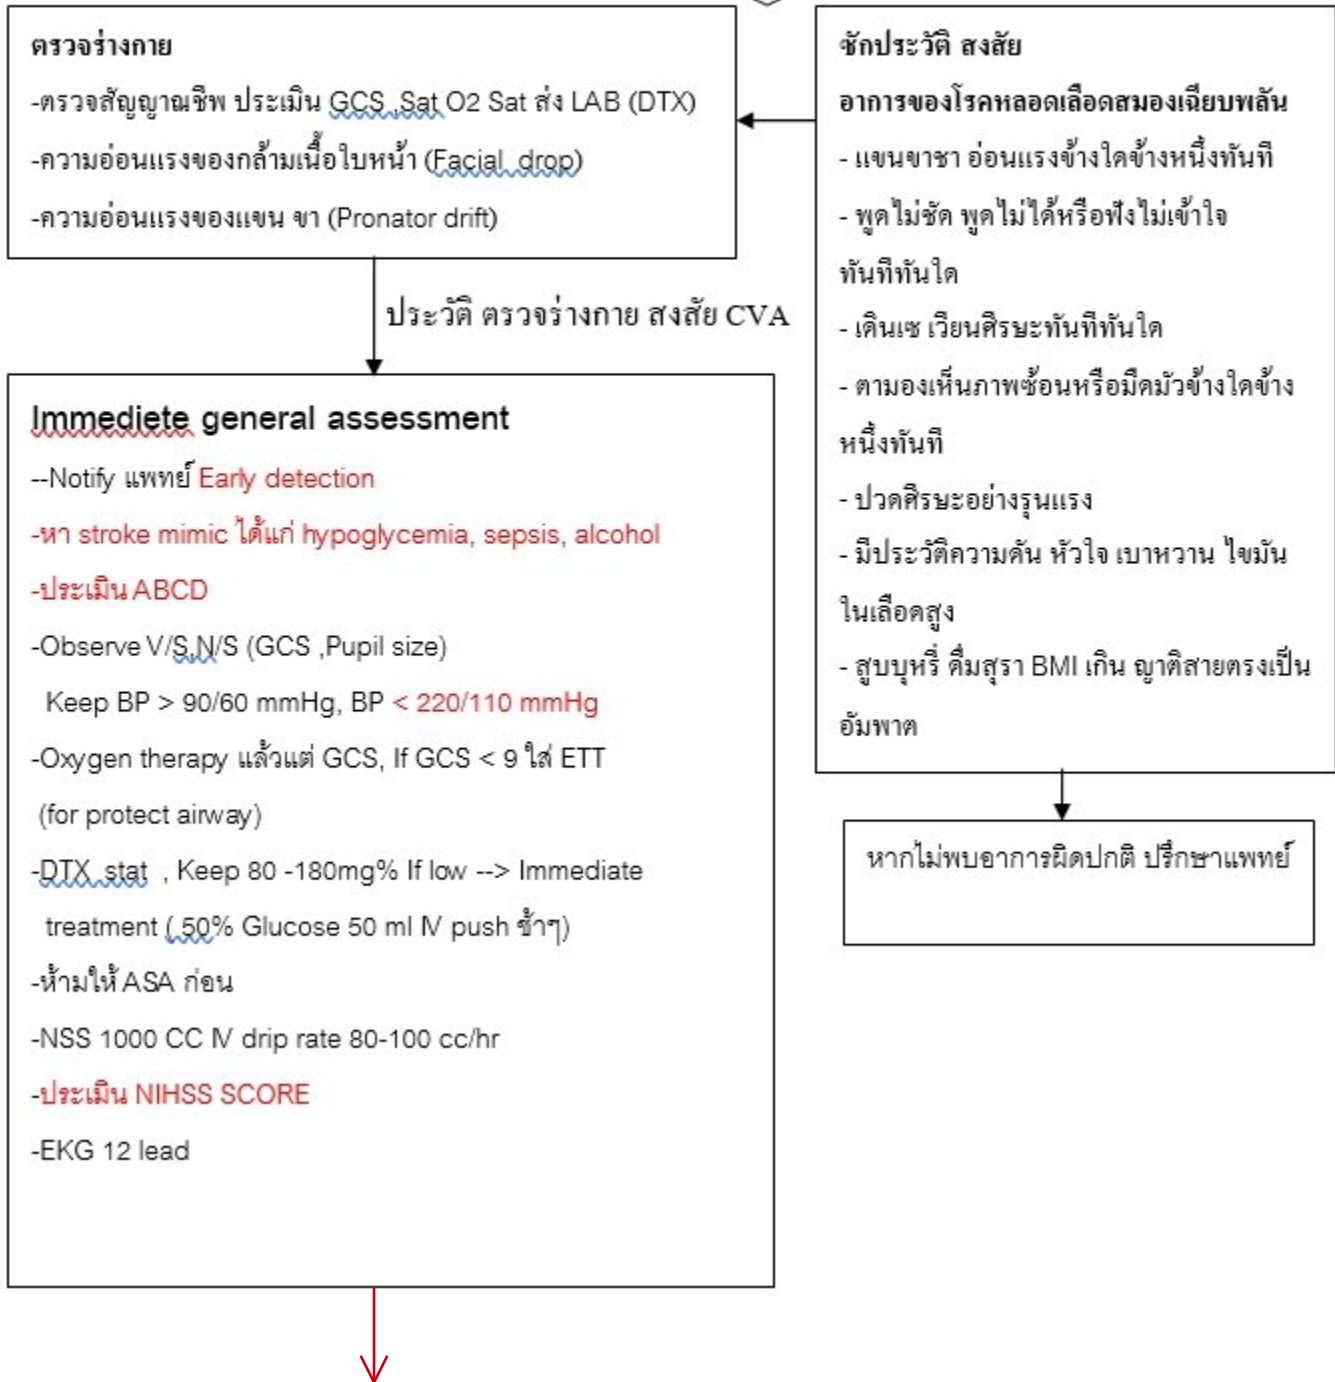 ตรวจร่างกาย
-ตรวจสัญญาณชีพ ประเมิน GCS ,Sat O2 Sat ส่ง LAB (DTX)
-ความอ่อนแรงของกล้ามเนื้อใบหน้า (Facial drop)
-ความอ่อนแรงของแขน ขา (Pronator drift)
ซักประวัติ สงสัย
อาการของโรคหลอดเลือดสมองเฉียบพลัน
- แขนขาชา อ่อนแรงข้างใดข้างหนึ่งทันที
- พูดไม่ชัด พูดไม่ได้หรือฟังไม่เข้าใจ
ทันทีทันใด
- เดินเซ เวียนศีรษะทันทีทันใด
- ตามองเห็นภาพซ้อนหรือมืดมัวข้างใดข้าง
หนึ่งทันที
- ปวดศีรษะอย่างรุนแรง
- มีประวัติความดัน หัวใจ เบาหวาน ไขมัน
ในเลือดสูง
- สูบบุหรี่ ดื่มสุรา BMI เกิน ญาติสายตรงเป็น
อัมพาต
ประวัติ ตรวจร่างกาย สงสัย CVA
Immediete general assessment
--Notify แพทย์ Early detection
-หา stroke mimic ได้แก่ hypoglycemia, sepsis, alcohol
-ประเมิน ABCD
-Observe V/S,N/S (GCS ,Pupil size)
Keep BP > 90/60 mmHg, BP < 220/110 mmHg
-Oxygen therapy แล้วแต่ GCS, If GCS < 9 ใส่ ETT
(for protect airway)
-DTX stat , Keep 80 -180mg% If low --> Immediate
treatment ( 50% Glucose 50 ml IV push ช้าๆ)
-ห้ามให้ ASA ก่อน
-NSS 1000 CC IV drip rate 80-100 cc/hr
-ประเมิน NIHSS SCORE
-EKG 12 lead
หากไม่พบอาการผิดปกติ ปรึกษาแพทย์